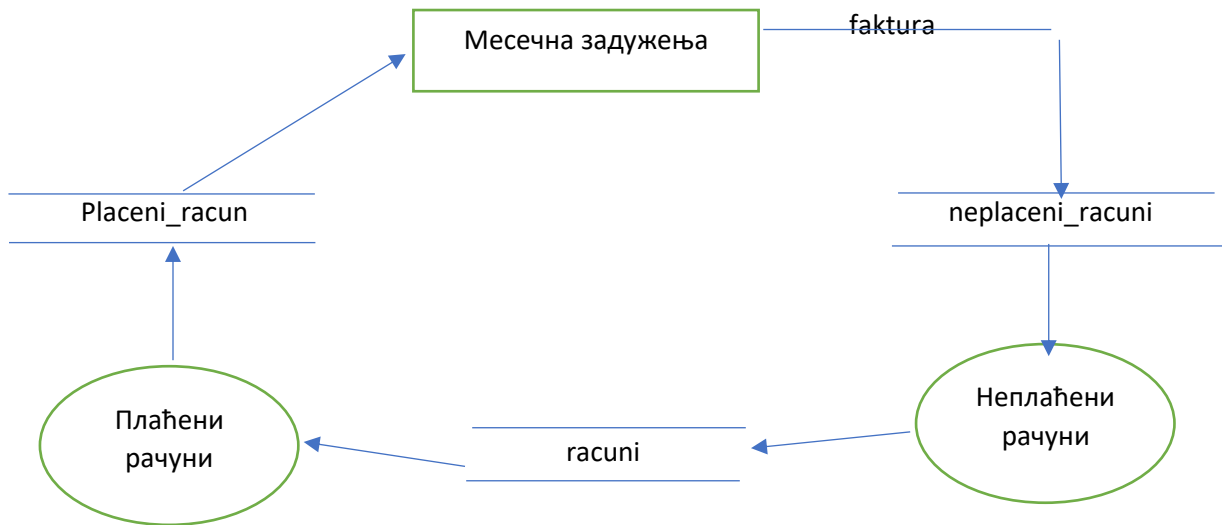 Месечна задужења
faktura
Placeni_racun
neplaceni_racuni
Плаћени
рачуни
racuni
Неплаћени
рачуни